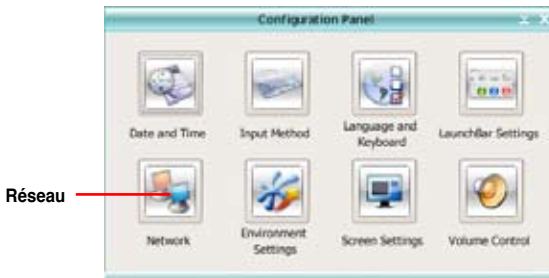 Configuration Panel
Date and Time
Input Method
Language and
Keyboard
LaunchBar Settings
Réseau
Network
Environment
Settings
Screen Settings
Volume Control